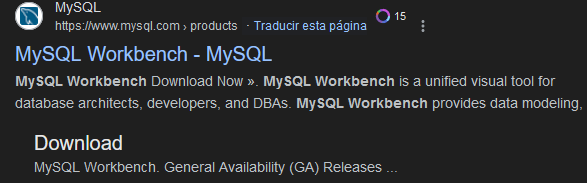 MySQL
https://www.mysql.com › products · Traducir esta página
15
MySQL Workbench - MySQL
MySQL Workbench Download Now ». MySQL Workbench is a unified visual tool for
database architects, developers, and DBAs. MySQL Workbench provides data modeling,
Download
MySQL Workbench. General Availability (GA) Releases ...